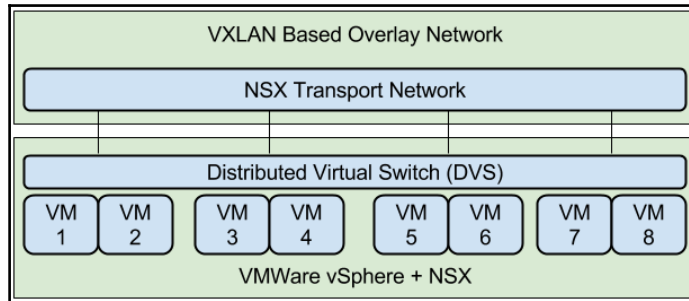 VXLAN Based Overlay Network
NSX Transport Network
Distributed Virtual Switch (DVS)
VM 1
VM 2
VM 3
VM 4
VM 5
VM 6
VM 7
VM 8
VMWare vSphere + NSX